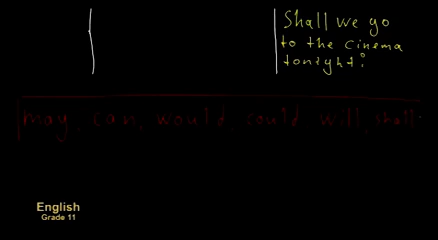 Shall we go
to the cinema
tonight?
may, can, would, could, will, shall
English
Grade 11